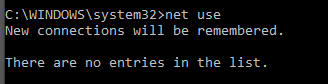 C:\WINDOWS\system32>net use
New connections will be remembered.
There are no entries in the list.